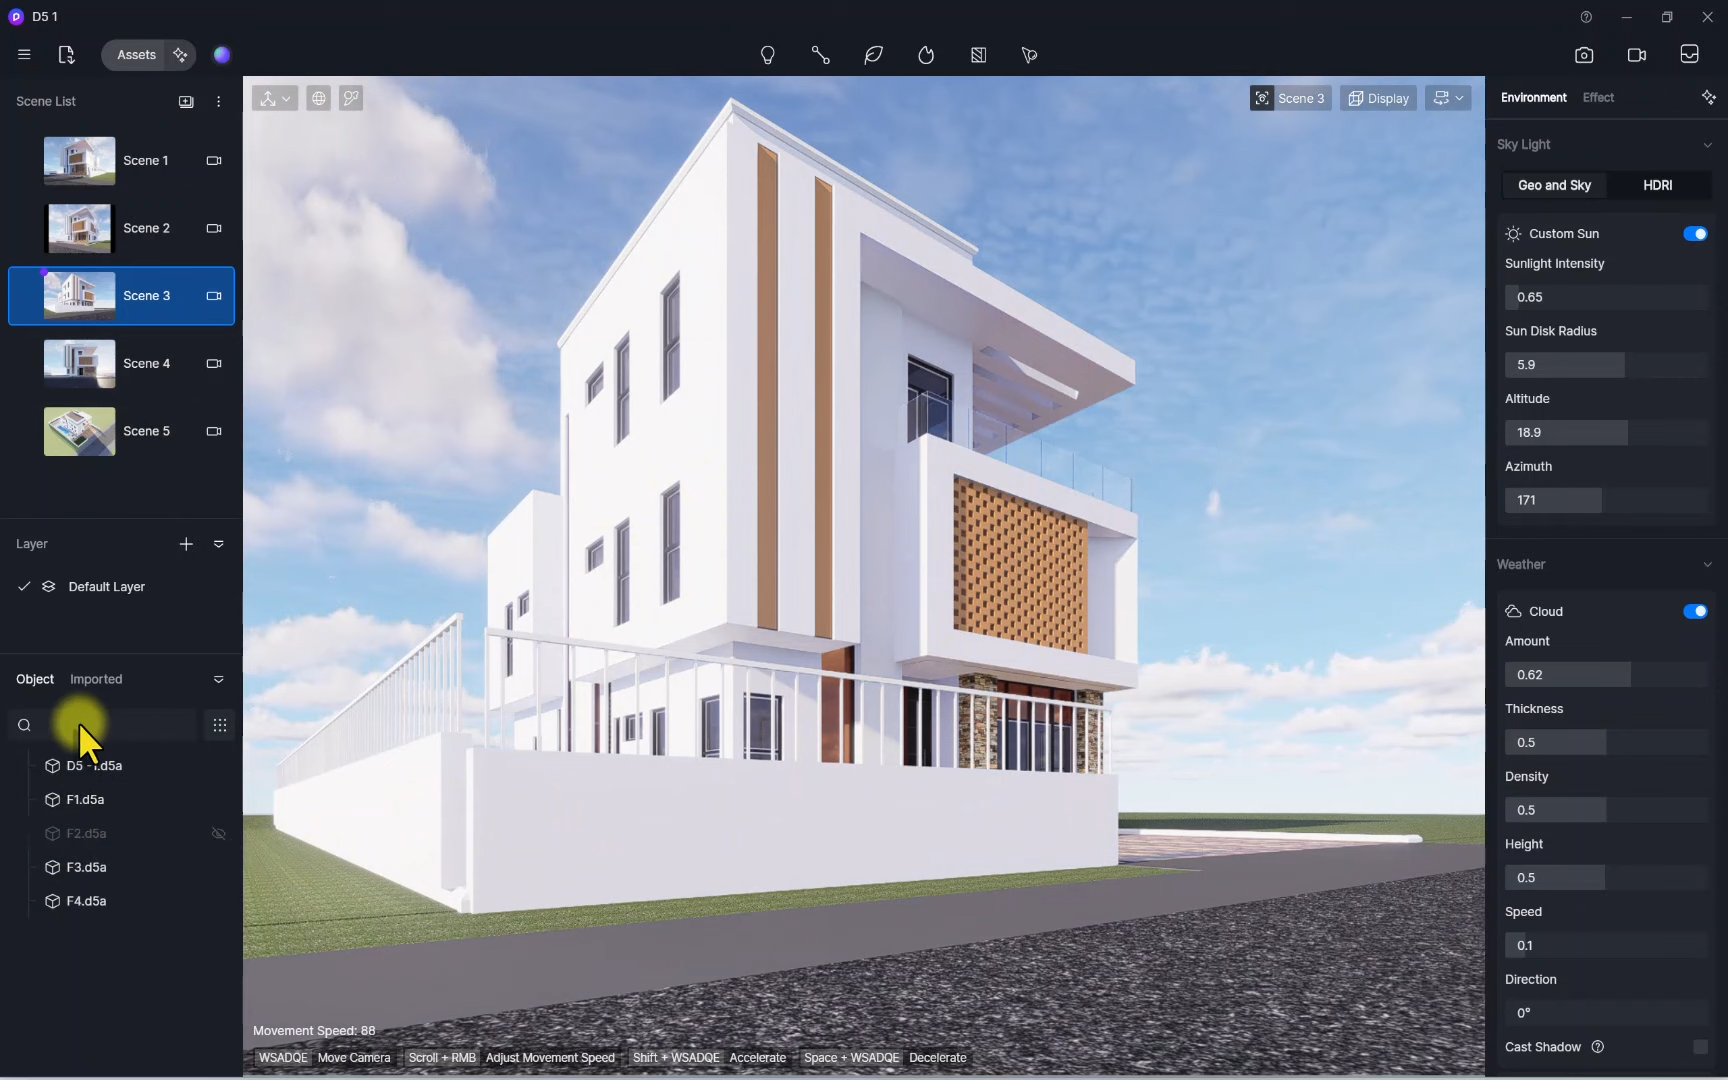 D5 1
Assets
Scene List
Scene 1
Scene 2
Scene 3
Scene 4
Scene 5
Layer
Default Layer
Object Imported
D5 -1.d5a
F1.d5a
F2.d5a
F3.d5a
F4.d5a
Scene 3 Display
Movement Speed: 88
WSADQE Move Camera Scroll + RMB Adjust Movement Speed Shift + WSADQE Accelerate Space + WSADQE Decelerate
Environment Effect
Sky Light
Geo and Sky HDRI
Custom Sun
Sunlight Intensity
0.65
Sun Disk Radius
5.9
Altitude
18.9
Azimuth
171
Weather
Cloud
Amount
0.62
Thickness
0.5
Density
0.5
Height
0.5
Speed
0.1
Direction
0°
Cast Shadow